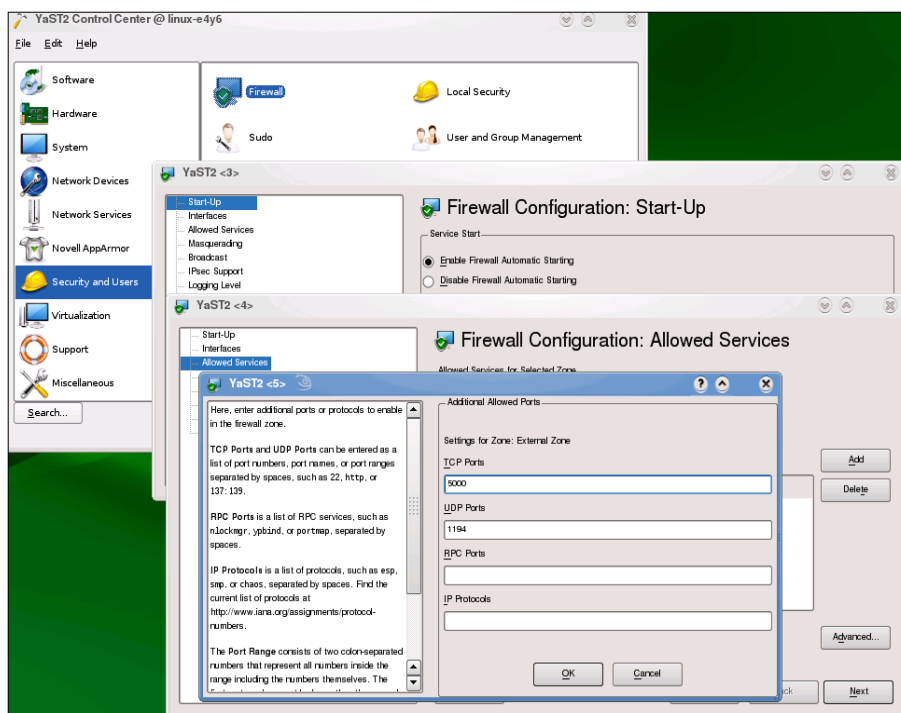 YaST2 Control Center @ linux-e4y6
File Edit Help
Software
Hardware
System
Network Devices
Network Services
Novell AppArmor
Security and Users
Virtualization
Support
Miscellaneous
Search...
Firewall
Local Security
Sudo
User and Group Management
YaST2 <3>
Start-Up
Interfaces
Allowed Services
Masquerading
Broadcast
IPsec Support
Logging Level
Firewall Configuration: Start-Up
Service Start
Enable Firewall Automatic Starting
Disable Firewall Automatic Starting
YaST2 <4>
Start-Up
Interfaces
Allowed Services
Firewall Configuration: Allowed Services
Allowed Services for Selected Zone
Add
Delete
Advanced...
Next
YaST2 <5>
Here, enter additional ports or protocols to enable
in the firewall zone.
TCP Ports and UDP Ports can be entered as a
list of port numbers, port names, or port ranges
separated by spaces, such as 22, http, or
137:139.
RPC Ports is a list of RPC services, such as
nlockmgr, ypbind, or portmap, separated by
spaces.
IP Protocols is a list of protocols, such as esp,
smp, or chaos, separated by spaces. Find the
current list of protocols at
http://www.iana.org/assignments/protocol-
numbers.
The Port Range consists of two colon-separated
numbers that represent all numbers inside the
range including the numbers themselves. The
Additional Allowed Ports
Settings for Zone: External Zone
TCP Ports
5000
UDP Ports
1194
RPC Ports
IP Protocols
OK
Cancel